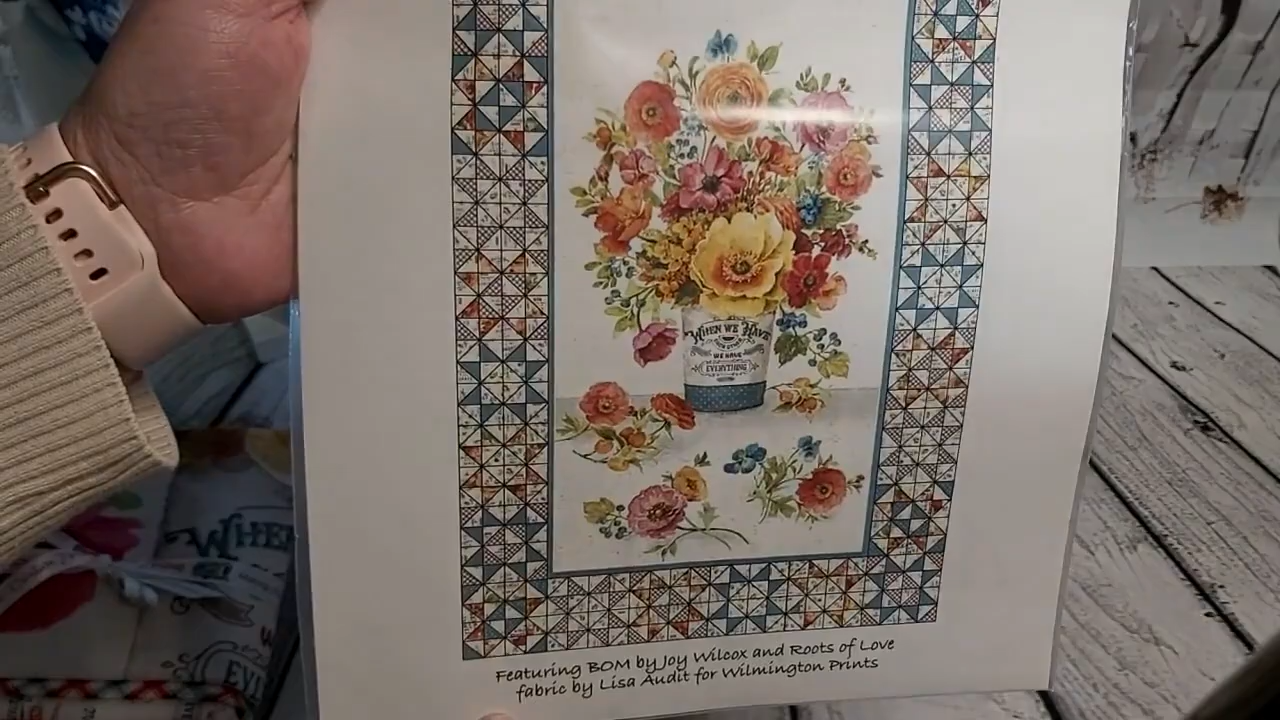 WHEN WE HAVE
WE HAVE
EVERYTHING
Featuring BOM by Joy Wilcox and Roots of Love
fabric by Lisa Audit for Wilmington Prints
WHEN